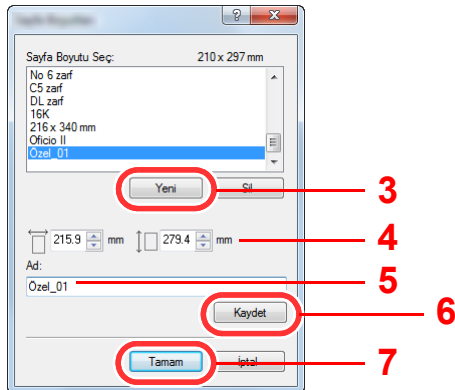 Sayfa Boyutları
Sayfa Boyutu Seç: 210 x 297 mm
No 6 zarf
C5 zarf
DL zarf
16K
216 x 340 mm
Oficio II
Özel_01
Yeni Sil 3
215.9 mm 279.4 mm 4
Ad:
Özel_01 5
Kaydet 6
Tamam İptal 7